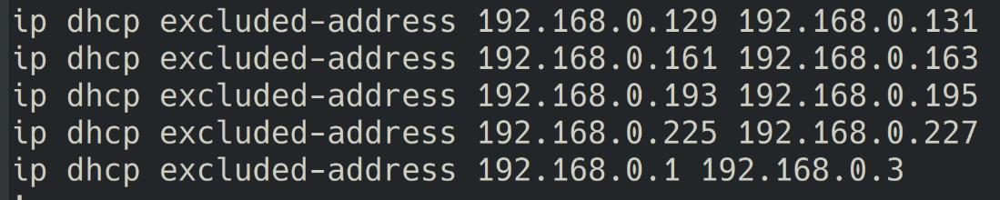 ip dhcp excluded-address 192.168.0.129 192.168.0.131
ip dhcp excluded-address 192.168.0.161 192.168.0.163
ip dhcp excluded-address 192.168.0.193 192.168.0.195
ip dhcp excluded-address 192.168.0.225 192.168.0.227
ip dhcp excluded-address 192.168.0.1 192.168.0.3